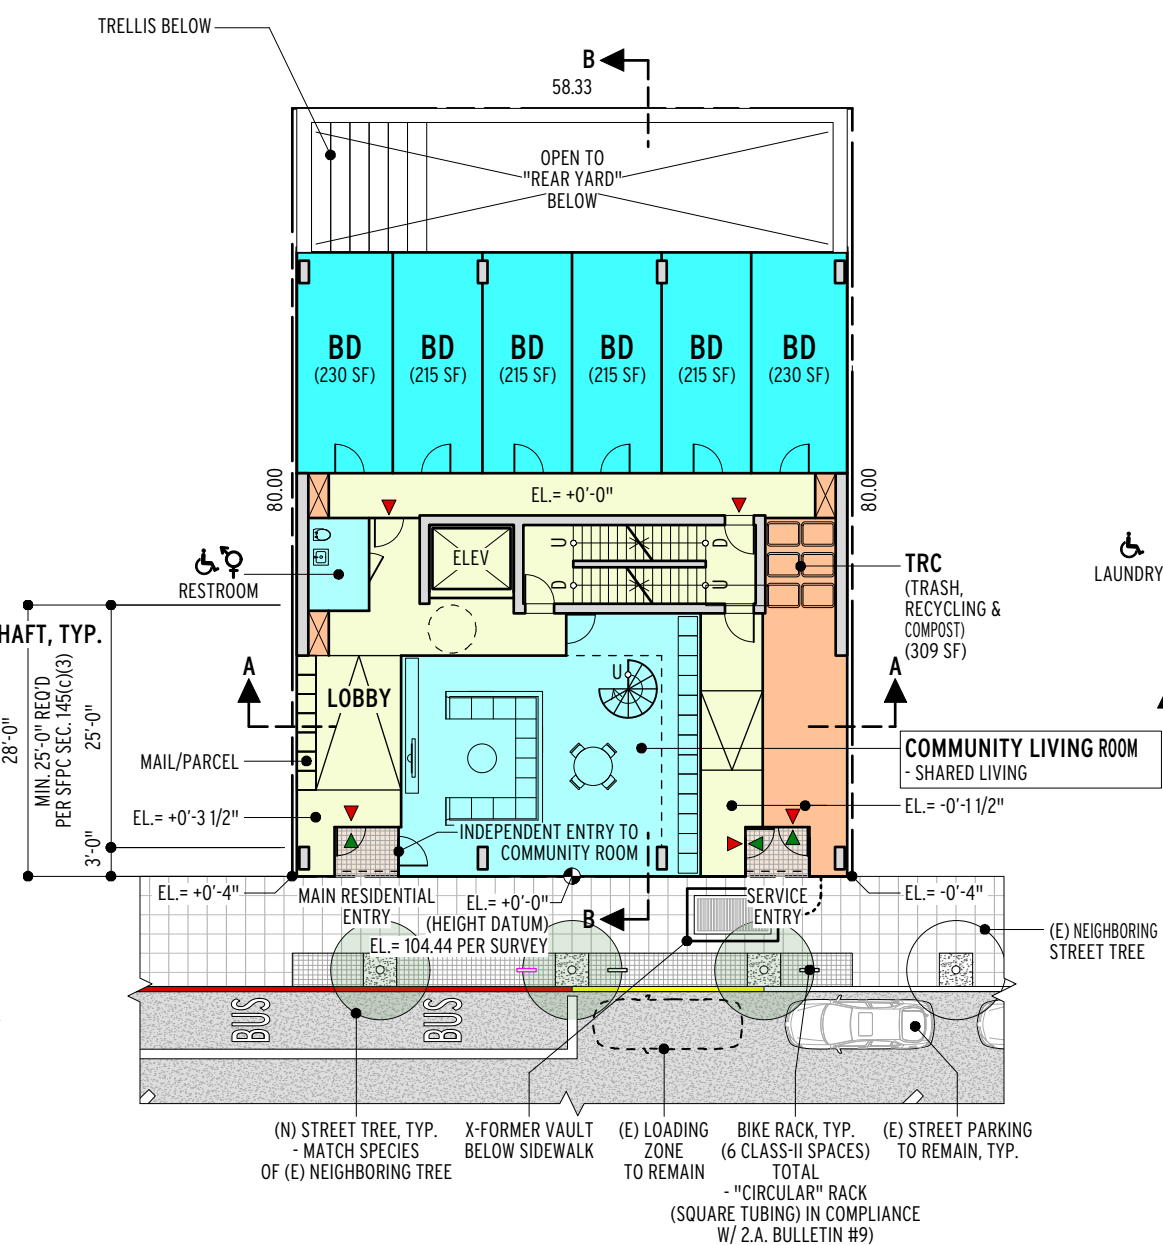 TRELLIS BELOW
B
58.33
OPEN TO
"REAR YARD"
BELOW
BD
(230 SF)
BD
(215 SF)
BD
(215 SF)
BD
(215 SF)
BD
(215 SF)
BD
(230 SF)
80.00
80.00
EL.= +0'-0"
ELEV
U
D
D
U
RESTROOM
TRC
(TRASH,
RECYCLING &
COMPOST)
(309 SF)
LAUNDRY
HAFT, TYP.
28'-0"
MIN. 25'-0" REQ'D
PER SFPC SEC. 145(c)(3)
25'-0"
3'-0"
A
A
LOBBY
U
MAIL/PARCEL
COMMUNITY LIVING ROOM
- SHARED LIVING
EL.= +0'-3 1/2"
EL.= -0'-1 1/2"
INDEPENDENT ENTRY TO
COMMUNITY ROOM
EL.= +0'-4"
MAIN RESIDENTIAL
ENTRY
EL.= +0'-0"
(HEIGHT DATUM)
EL.= 104.44 PER SURVEY
B
SERVICE
ENTRY
EL.= -0'-4"
(E) NEIGHBORING
STREET TREE
BUS
BUS
(N) STREET TREE, TYP.
- MATCH SPECIES
OF (E) NEIGHBORING TREE
X-FORMER VAULT
BELOW SIDEWALK
(E) LOADING
ZONE
TO REMAIN
BIKE RACK, TYP.
(6 CLASS-II SPACES)
TOTAL
- "CIRCULAR" RACK
(SQUARE TUBING) IN COMPLIANCE
W/ 2.A. BULLETIN #9)
(E) STREET PARKING
TO REMAIN, TYP.